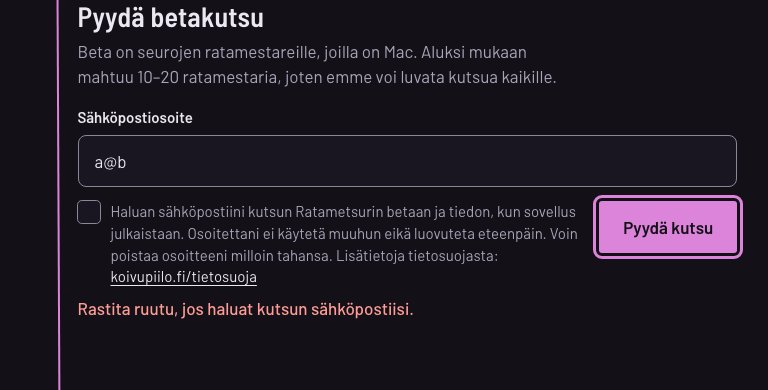 Pyydä betakutsu
Beta on seurojen ratamestareille, joilla on Mac. Aluksi mukaan
mahtuu 10–20 ratamestaria, joten emme voi luvata kutsua kaikille.
Sähköpostiosoite
a@b
Haluan sähköpostiini kutsun Ratametsurin betaan ja tiedon, kun sovellus
julkaistaan. Osoitettani ei käytetä muuhun eikä luovuteta eteenpäin. Voin
poistaa osoitteeni milloin tahansa. Lisätietoja tietosuojasta:
koivupiilo.fi/tietosuoja
Pyydä kutsu
Rastita ruutu, jos haluat kutsun sähköpostiisi.